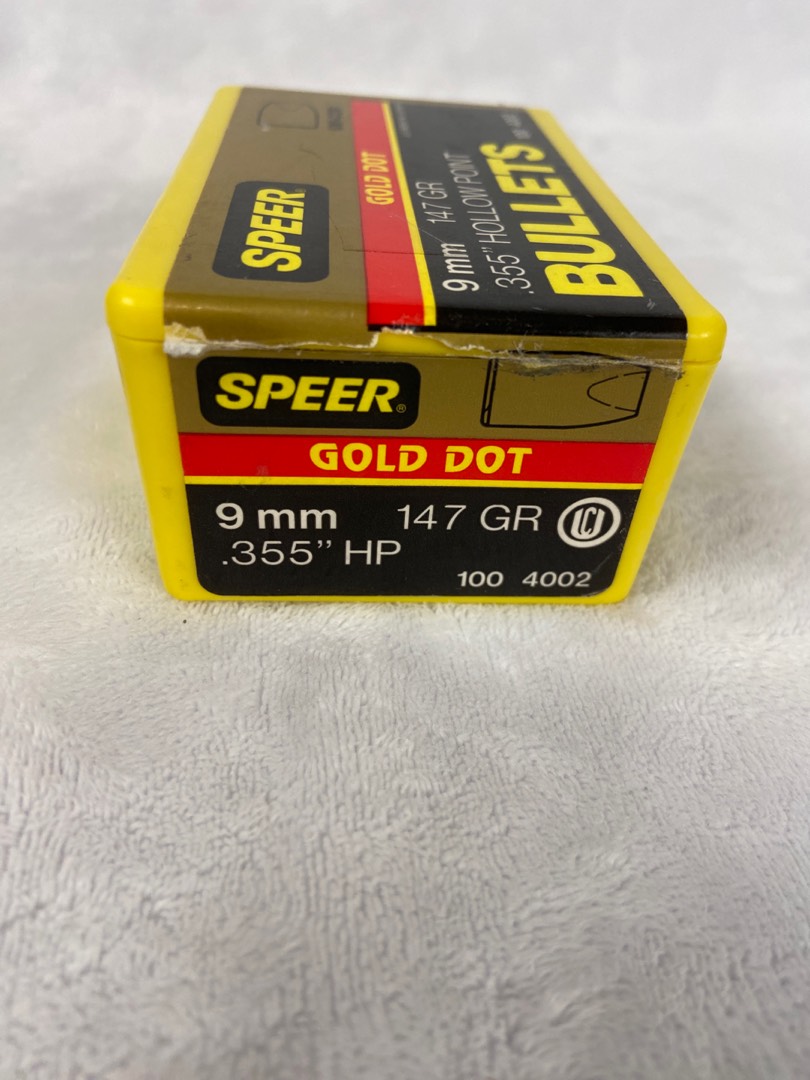 SPEER®
GOLD DOT
9 mm 147 GR
.355” HOLLOW POINT
BULLETS
SPEER®
GOLD DOT
9 mm 147 GR LCI
.355” HP
100 4002